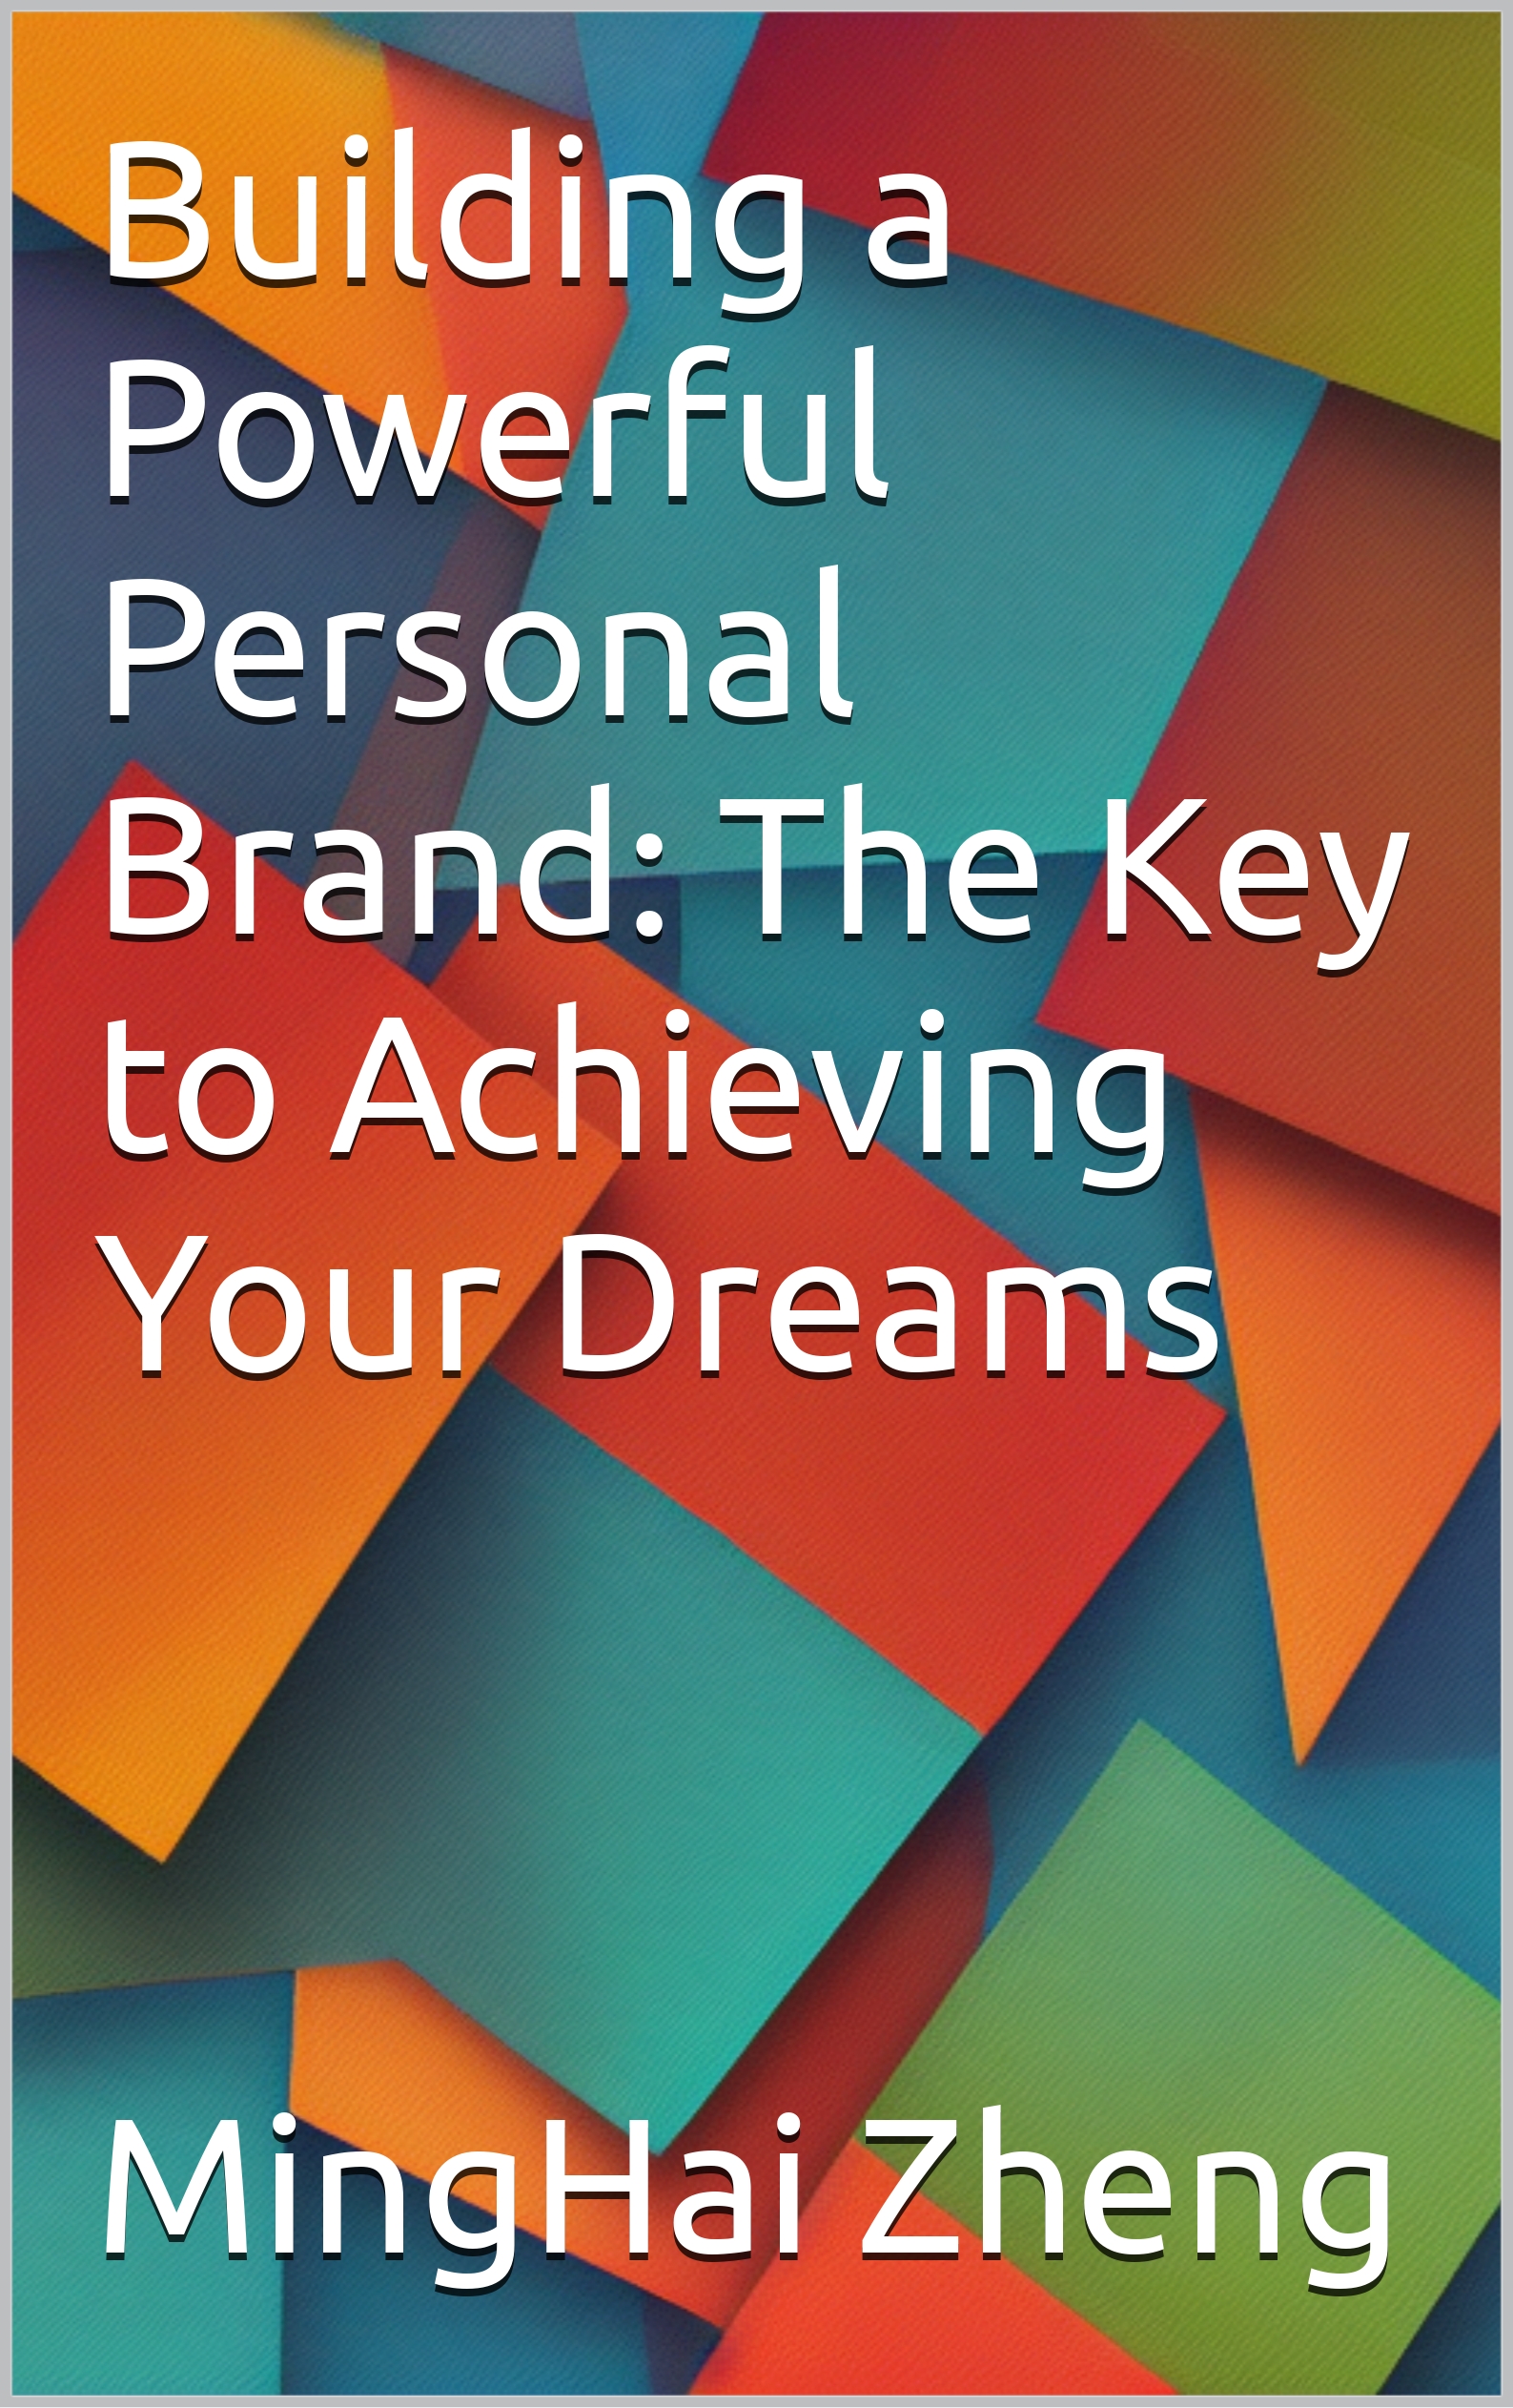 Building a
Powerful
Personal
Brand: The Key
to Achieving
Your Dreams
MingHai Zheng